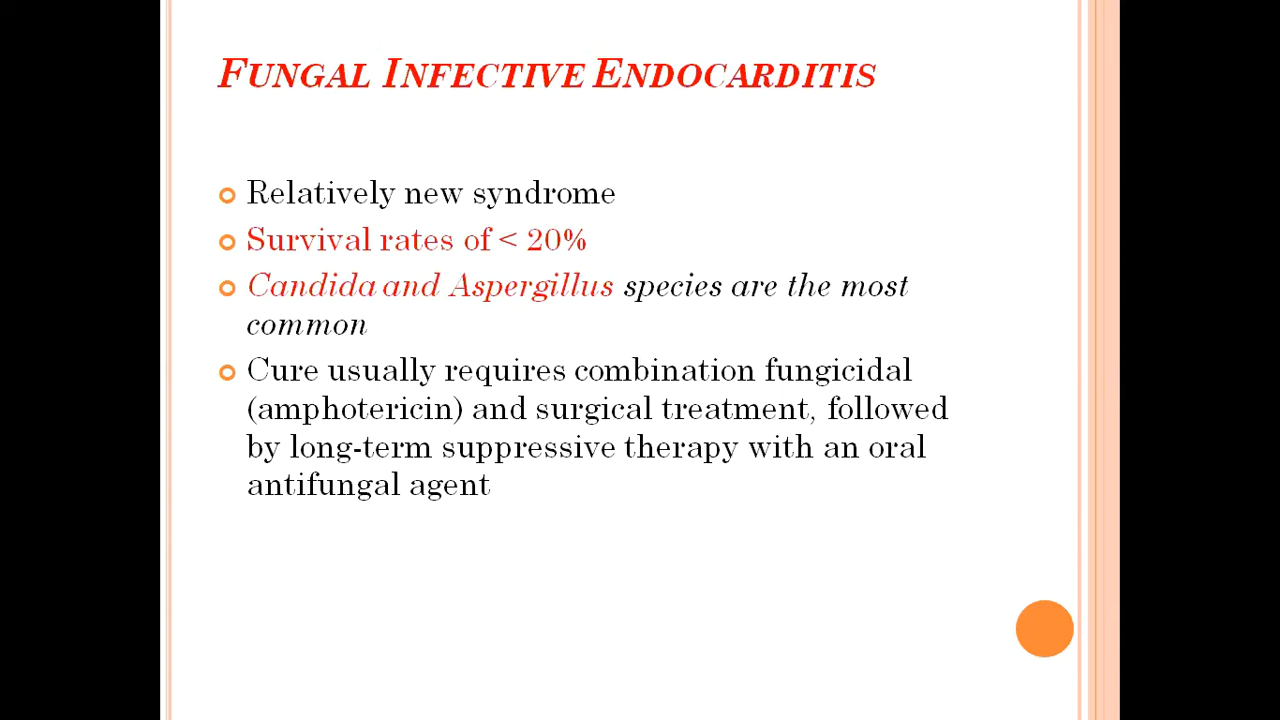 FUNGAL INFECTIVE ENDOCARDITIS
Relatively new syndrome
Survival rates of < 20%
Candida and Aspergillus species are the most
common
Cure usually requires combination fungicidal
(amphotericin) and surgical treatment, followed
by long-term suppressive therapy with an oral
antifungal agent